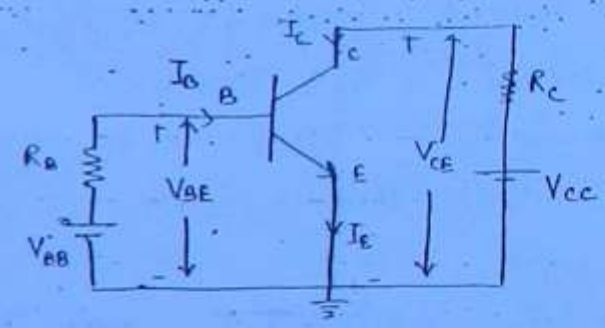 I_C
C
+
I_B
B
R_C
R_B
+
V_BE
V_CE
E
V_CC
V_BB
I_E
-
-